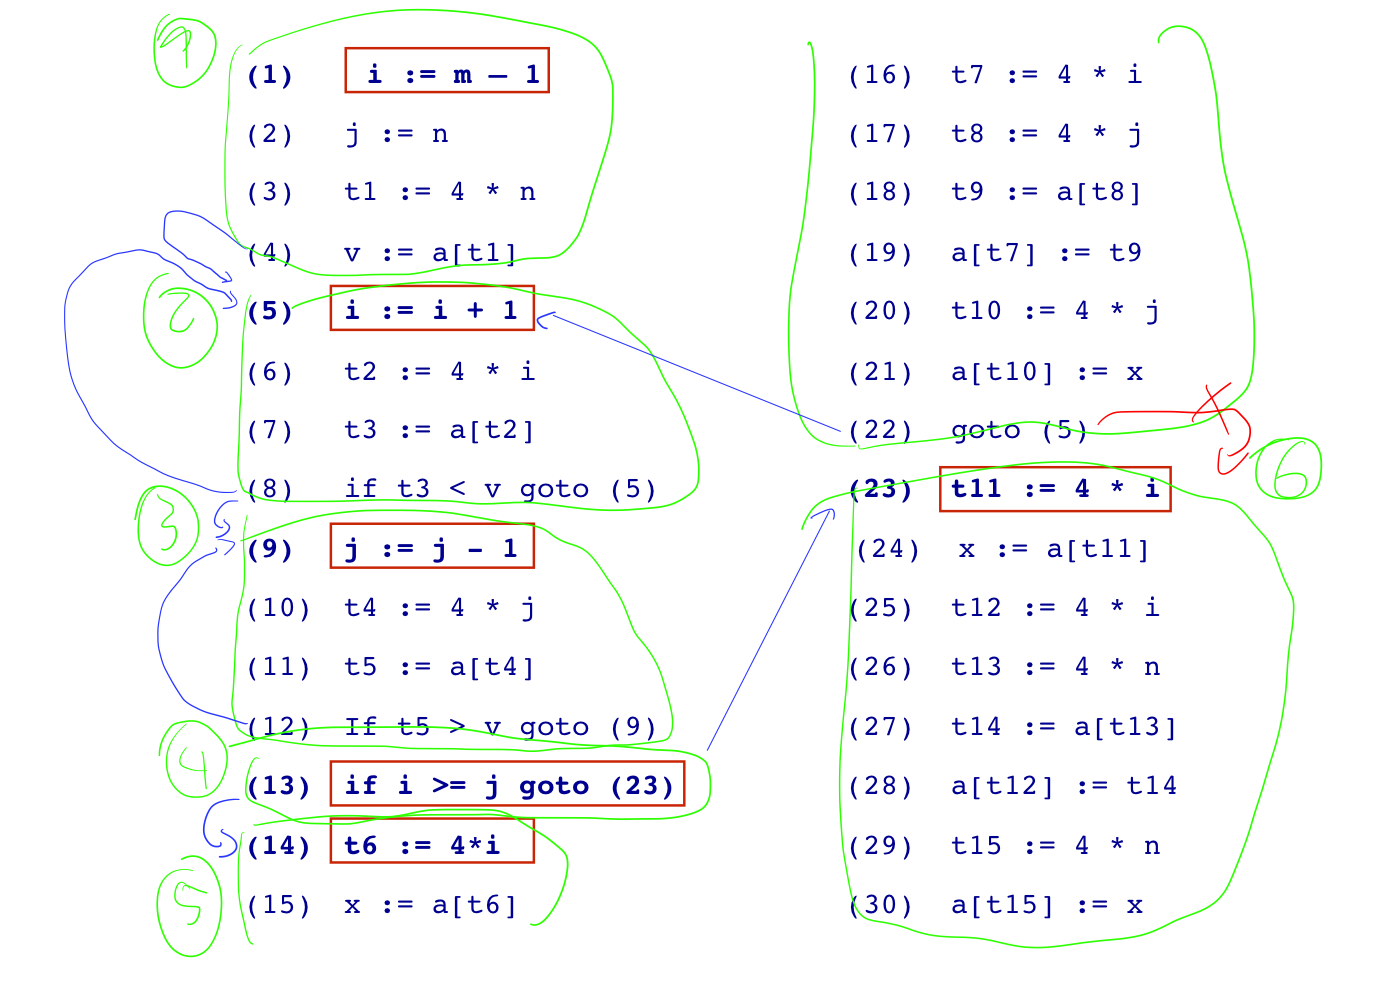 1
(1) i := m – 1
(2) j := n
(3) t1 := 4 * n
(4) v := a[t1]
2
(5) i := i + 1
(6) t2 := 4 * i
(7) t3 := a[t2]
(8) if t3 < v goto (5)
3
(9) j := j - 1
(10) t4 := 4 * j
(11) t5 := a[t4]
(12) If t5 > v goto (9)
4
(13) if i >= j goto (23)
(14) t6 := 4*i
5
(15) x := a[t6]
(16) t7 := 4 * i
(17) t8 := 4 * j
(18) t9 := a[t8]
(19) a[t7] := t9
(20) t10 := 4 * j
(21) a[t10] := x
(22) goto (5)
6
(23) t11 := 4 * i
(24) x := a[t11]
(25) t12 := 4 * i
(26) t13 := 4 * n
(27) t14 := a[t13]
(28) a[t12] := t14
(29) t15 := 4 * n
(30) a[t15] := x